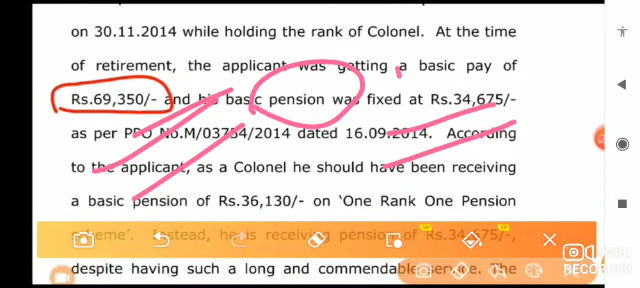 on 30.11.2014 while holding the rank of Colonel. At the time
of retirement, the applicant was getting a basic pay of
Rs.69,350/- and his basic pension was fixed at Rs.34,675/-
as per PPO No.M/03754/2014 dated 16.09.2014. According
to the applicant, as a Colonel he should have been receiving
a basic pension of Rs.36,130/- on ‘One Rank One Pension
scheme’. Instead, he is receiving pension of Rs.34,675/-,
despite having such a long and commendable service. The
RECORDED